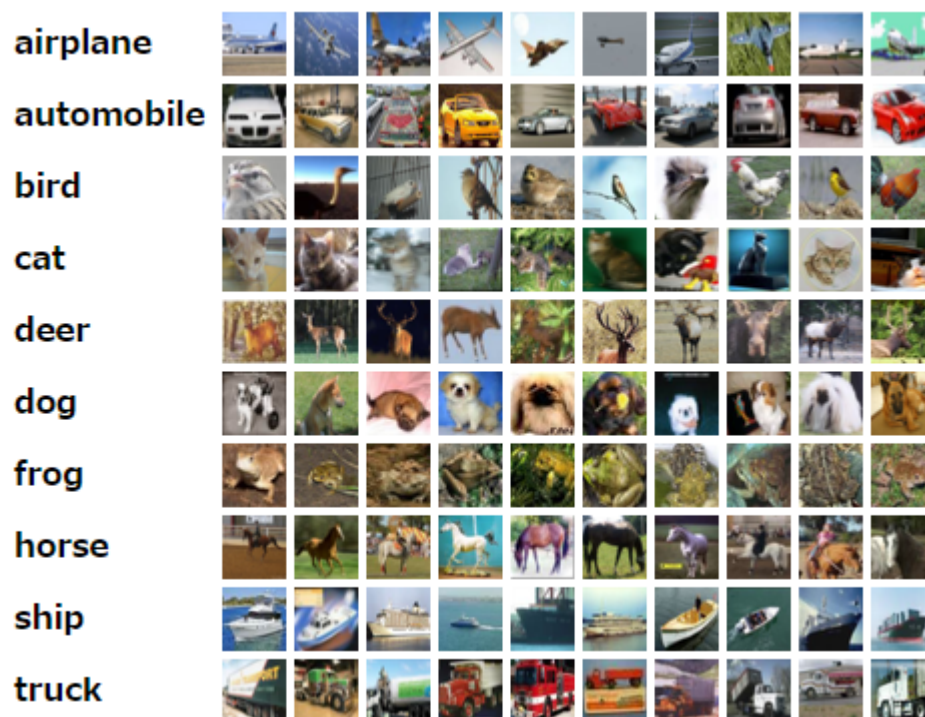 airplane
automobile
bird
cat
deer
dog
frog
horse
ship
truck